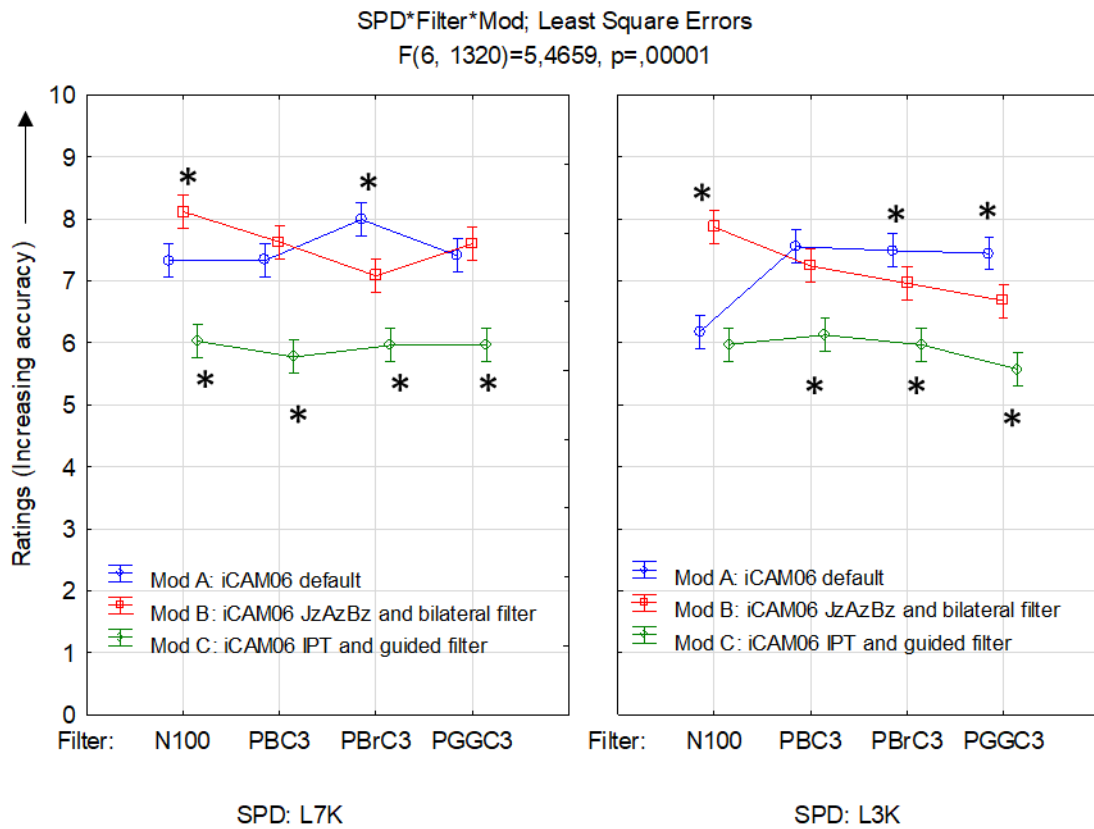 SPD*Filter*Mod; Least Square Errors
F(6, 1320)=5,4659, p=,00001
Ratings (Increasing accuracy)
10
9
8
7
6
5
4
3
2
1
0
*
*
*
*
*
*
Mod A: iCAM06 default
Mod B: iCAM06 JzAzBz and bilateral filter
Mod C: iCAM06 IPT and guided filter
Filter: N100 PBC3 PBrC3 PGGC3
SPD: L7K
*
*
*
*
*
*
Mod A: iCAM06 default
Mod B: iCAM06 JzAzBz and bilateral filter
Mod C: iCAM06 IPT and guided filter
Filter: N100 PBC3 PBrC3 PGGC3
SPD: L3K